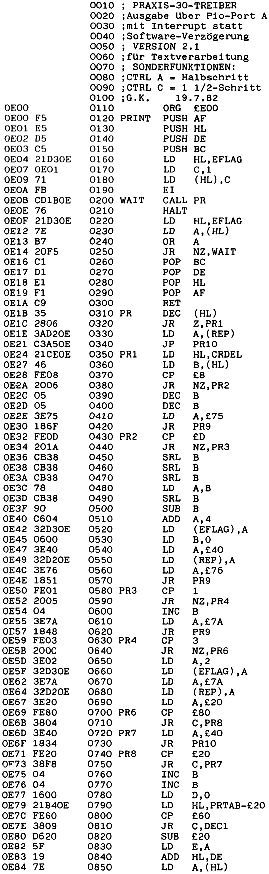 0010 ; PRAXIS-30-TREIBER
0020 ;Ausgabe über Pio-Port A
0030 ;mit Interrupt statt
0040 ;Software-Verzögerung
0050 ; VERSION 2.1
0060 ;für Textverarbeitung
0070 ; SONDERFUNKTIONEN:
0080 ;CTRL A = Halbschritt
0090 ;CTRL C = 1 1/2-Schritt
0100 ;G.K. 19.7.82
0E00 0110 ORG £E00
0E00 F5 0120 PRINT PUSH AF
0E01 E5 0130 PUSH HL
0E02 D5 0140 PUSH DE
0E03 C5 0150 PUSH BC
0E04 21D30E 0160 LD HL,EFLAG
0E07 0E01 0170 LD C,1
0E09 71 0180 LD (HL),C
0E0A FB 0190 EI
0E0B CD1B0E 0200 WAIT CALL PR
0E0E 76 0210 HALT
0E0F 21D30E 0220 LD HL,EFLAG
0E12 7E 0230 LD A,(HL)
0E13 B7 0240 OR A
0E14 20F5 0250 JR NZ,WAIT
0E16 C1 0260 POP BC
0E17 D1 0270 POP DE
0E18 E1 0280 POP HL
0E19 F1 0290 POP AF
0E1A C9 0300 RET
0E1B 35 0310 PR DEC (HL)
0E1C 2806 0320 JR Z,PR1
0E1E 3AD20E 0330 LD A,(REP)
0E21 C3A50E 0340 JP PR10
0E24 21CE0E 0350 PR1 LD HL,CRDEL
0E27 46 0360 LD B,(HL)
0E28 FE08 0370 CP 8
0E2A 2006 0380 JR NZ,PR2
0E2C 05 0390 DEC B
0E2D 05 0400 DEC B
0E2E 3E75 0410 LD A,£75
0E30 186F 0420 JR PR9
0E32 FE0D 0430 PR2 CP £D
0E34 201A 0440 JR NZ,PR3
0E36 CB38 0450 SRL B
0E38 CB38 0460 SRL B
0E3A CB38 0470 SRL B
0E3C 78 0480 LD A,B
0E3D CB38 0490 SRL B
0E3F 90 0500 SUB B
0E40 C604 0510 ADD A,4
0E42 32D30E 0520 LD (EFLAG),A
0E45 0600 0530 LD B,0
0E47 3E40 0540 LD A,£40
0E49 32D20E 0550 LD (REP),A
0E4C 3E76 0560 LD A,£76
0E4E 1851 0570 JR PR9
0E50 FE01 0580 PR3 CP 1
0E52 2005 0590 JR NZ,PR4
0E54 04 0600 INC B
0E55 3E7A 0610 LD A,£7A
0E57 1848 0620 JR PR9
0E59 FE03 0630 PR4 CP 3
0E5B 200C 0640 JR NZ,PR6
0E5D 3E02 0650 LD A,2
0E5F 32D30E 0660 LD (EFLAG),A
0E62 3E7A 0670 LD A,£7A
0E64 32D20E 0680 LD (REP),A
0E67 3E20 0690 LD A,£20
0E69 FE80 0700 PR6 CP £80
0E6B 3804 0710 JR C,PR8
0E6D 3E40 0720 PR7 LD A,£40
0E6F 1834 0730 JR PR10
0E71 FE20 0740 PR8 CP £20
0E73 38F8 0750 JR C,PR7
0E75 04 0760 INC B
0E76 04 0770 INC B
0E77 1600 0780 LD D,0
0E79 21B40E 0790 LD HL,PRTAB-£20
0E7C FE60 0800 CP £60
0E7E 3809 0810 JR C,DEC1
0E80 D620 0820 SUB £20
0E82 5F 0830 LD E,A
0E83 19 0840 ADD HL,DE
0E84 7E 0850 LD A,(HL)